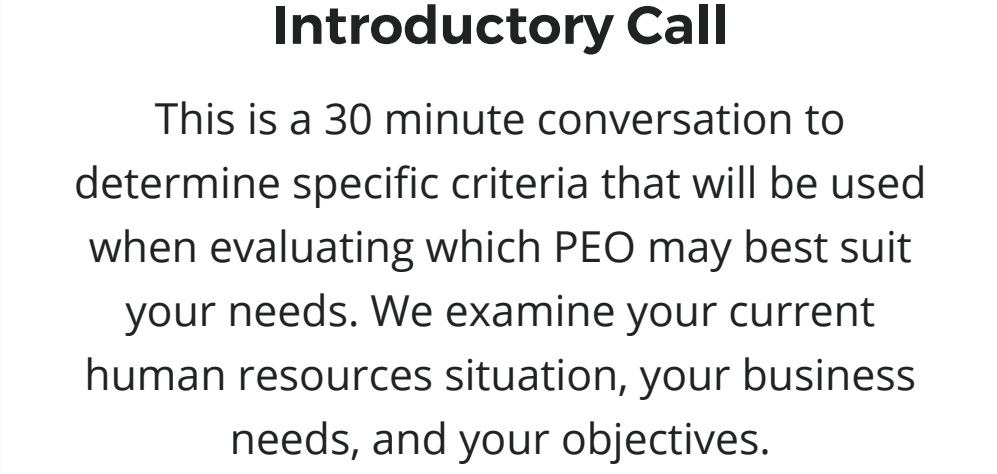 Introductory Call
This is a 30 minute conversation to
determine specific criteria that will be used
when evaluating which PEO may best suit
your needs. We examine your current
human resources situation, your business
needs, and your objectives.